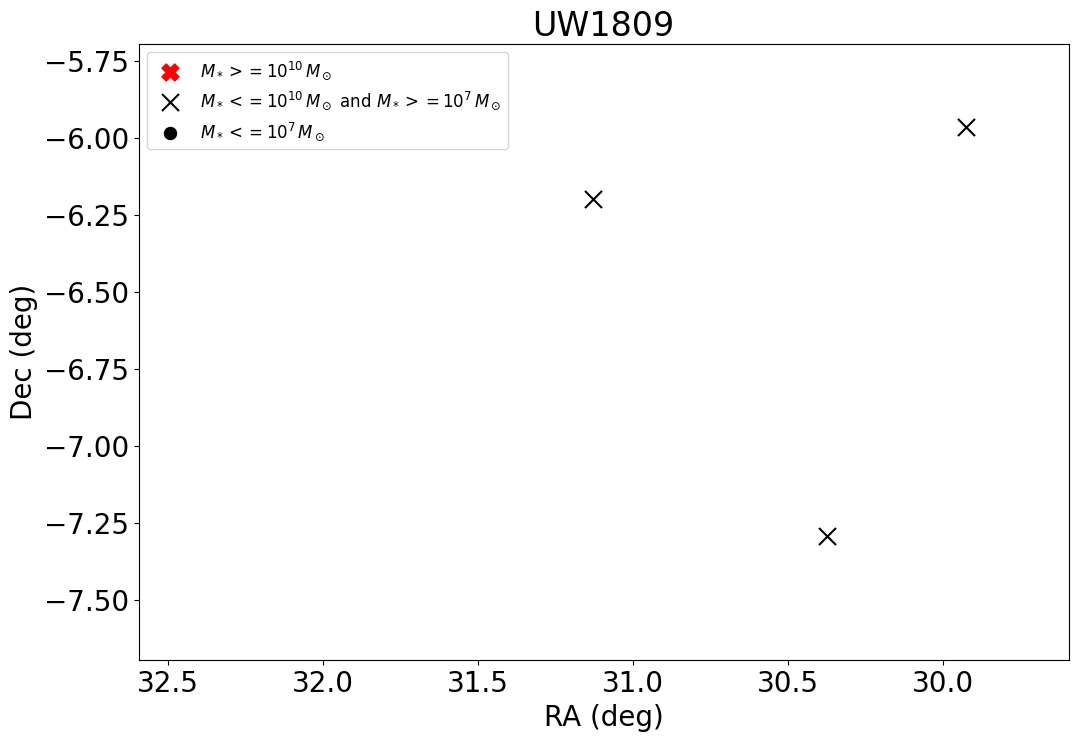 UW1809
M* >= 10^10 M⊙
M* <= 10^10 M⊙ and M* >= 10^7 M⊙
M* <= 10^7 M⊙
Dec (deg)
−5.75
−6.00
−6.25
−6.50
−6.75
−7.00
−7.25
−7.50
32.5 32.0 31.5 31.0 30.5 30.0
RA (deg)